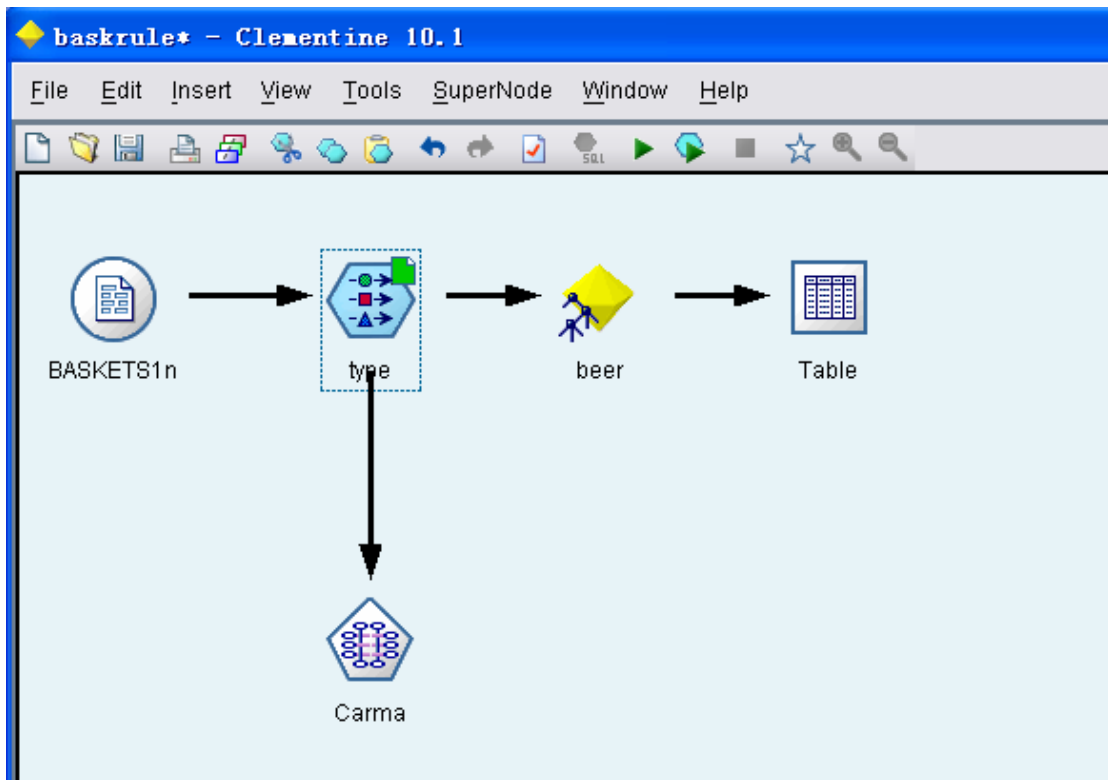 baskrule* - Clementine 10.1
File Edit Insert View Tools SuperNode Window Help
SQL
BASKETS1n type beer Table
Carma